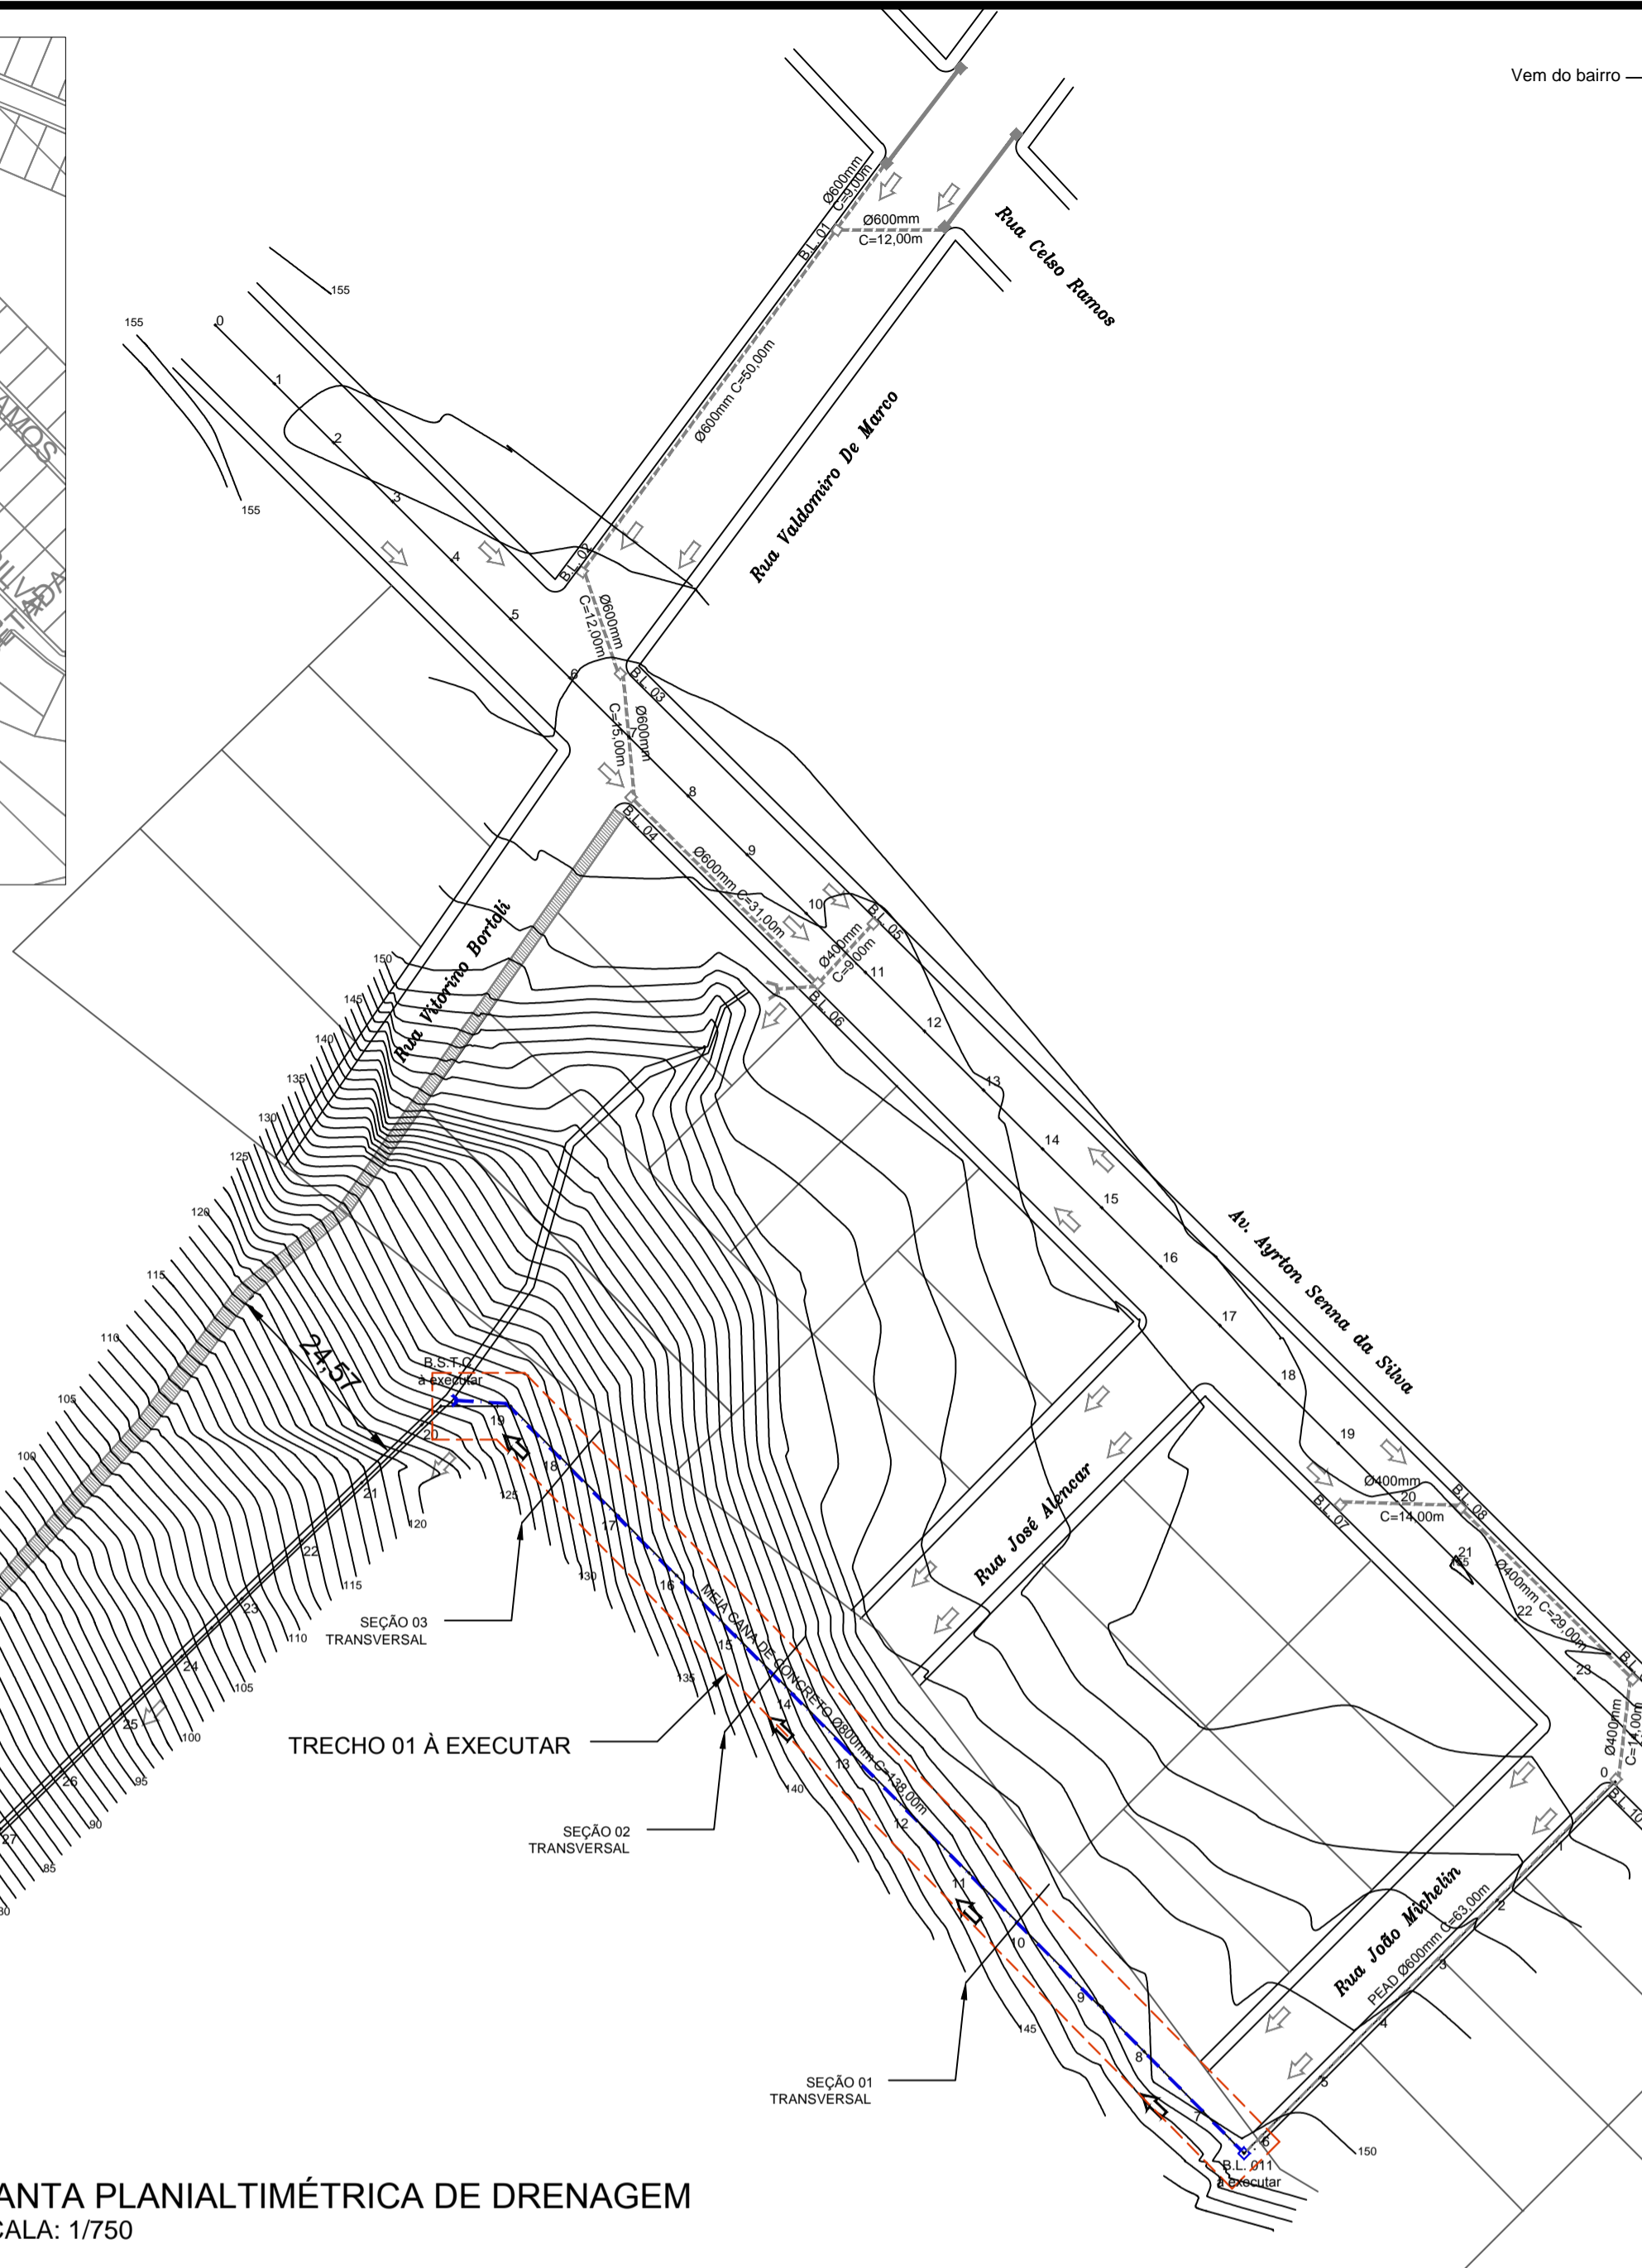 Vem do bairro
AMOS
Ø600mm
C=9,00m
B.L. 01
Ø600mm
C=12,00m
Rua Celso Ramos
155
155
155
0
1
2
3
4
5
6
7
8
9
10
11
12
13
14
15
16
17
18
19
20
21
155
22
23
Ø600mm C=50,00m
Rua Valdomiro De Marco
B.L. 02
Ø600mm
C=12,00m
B.L. 03
Ø600mm
C=15,00m
B.L. 04
Ø600mm C=31,00m
B.L. 05
Ø400mm
C=9,00m
B.L. 06
Rua Vitorino Bortoli
150
145
140
135
130
125
120
115
110
105
100
24,57
B.S.T.C
à executar
Av. Ayrton Senna da Silva
Rua José Alencar
Ø400mm
C=14,00m
B.L. 07
B.L. 08
Ø400mm C=29,00m
B.L.
Ø400mm
C=14,00m
0
B.L. 10
1
2
3
4
5
6
7
8
9
10
11
12
13
14
15
16
17
18
19
20
21
22
23
24
25
26
27
Rua João Michelin
PEAD Ø600mm C=63,00m
MEIA CANA DE CONCRETO Ø800mm C=138,00m
125
120
130
115
110
135
105
100
140
95
90
85
80
145
150
SEÇÃO 03
TRANSVERSAL
TRECHO 01 À EXECUTAR
SEÇÃO 02
TRANSVERSAL
SEÇÃO 01
TRANSVERSAL
B.L. 011
à executar
ANTA PLANIALTIMÉTRICA DE DRENAGEM
CALA: 1/750